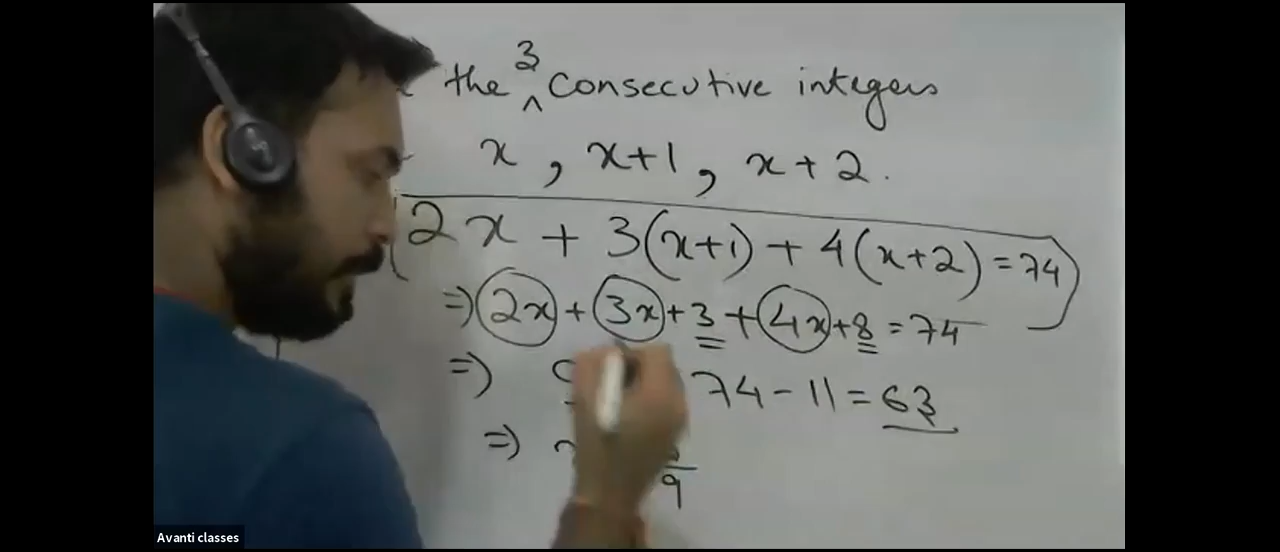 the 3 consecutive integers
x, x+1, x+2.
2x + 3(x+1) + 4(x+2) = 74
=> 2x + 3x + 3 + 4x + 8 = 74
=> 74 - 11 = 63
=> 9
Avanti classes